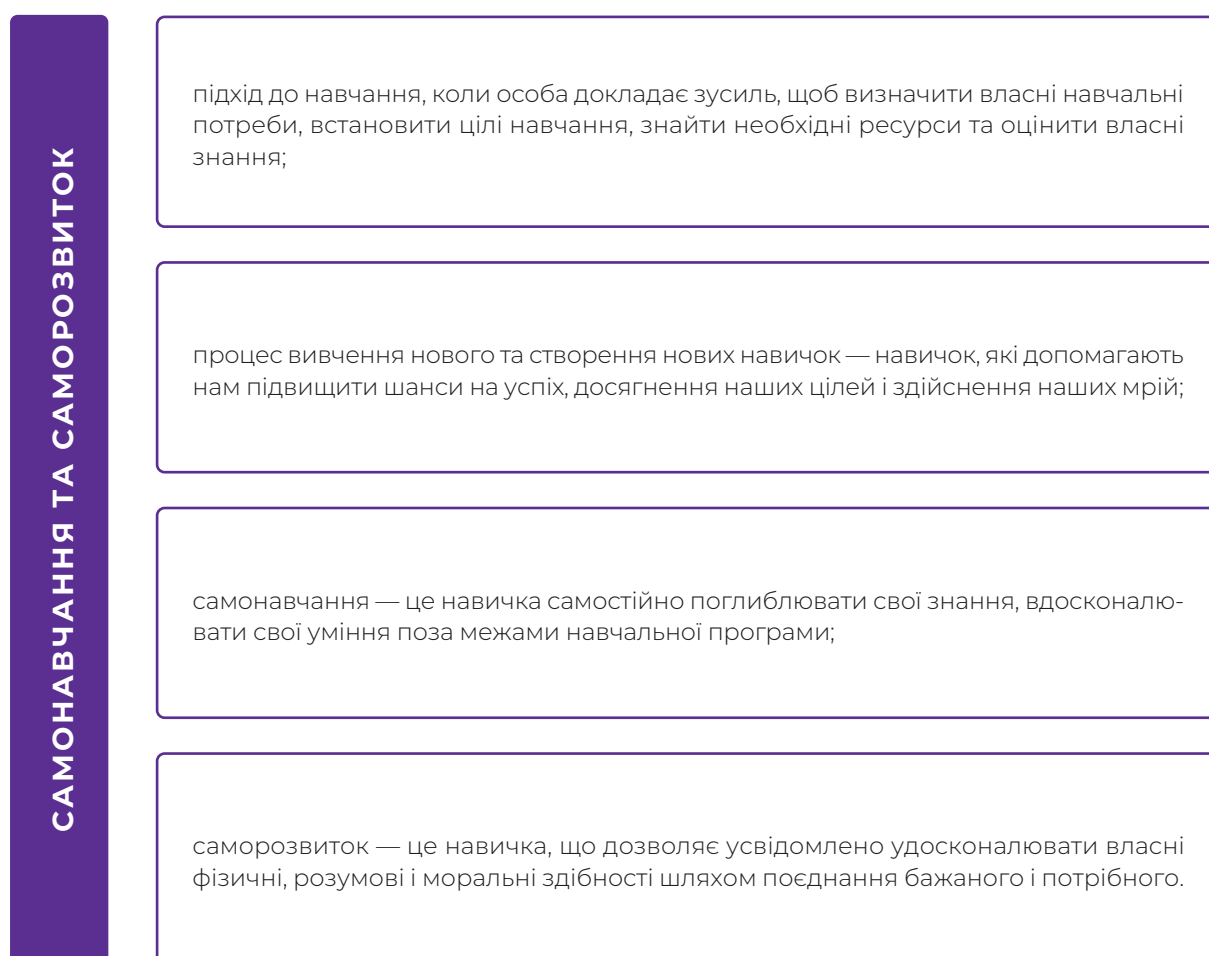 САМОНАВЧАННЯ ТА САМОРОЗВИТОК
підхід до навчання, коли особа докладає зусиль, щоб визначити власні навчальні
потреби, встановити цілі навчання, знайти необхідні ресурси та оцінити власні
знання;
процес вивчення нового та створення нових навичок — навичок, які допомагають
нам підвищити шанси на успіх, досягнення наших цілей і здійснення наших мрій;
самонавчання — це навичка самостійно поглиблювати свої знання, вдосконалю-
вати свої уміння поза межами навчальної програми;
саморозвиток — це навичка, що дозволяє усвідомлено удосконалювати власні
фізичні, розумові і моральні здібності шляхом поєднання бажаного і потрібного.